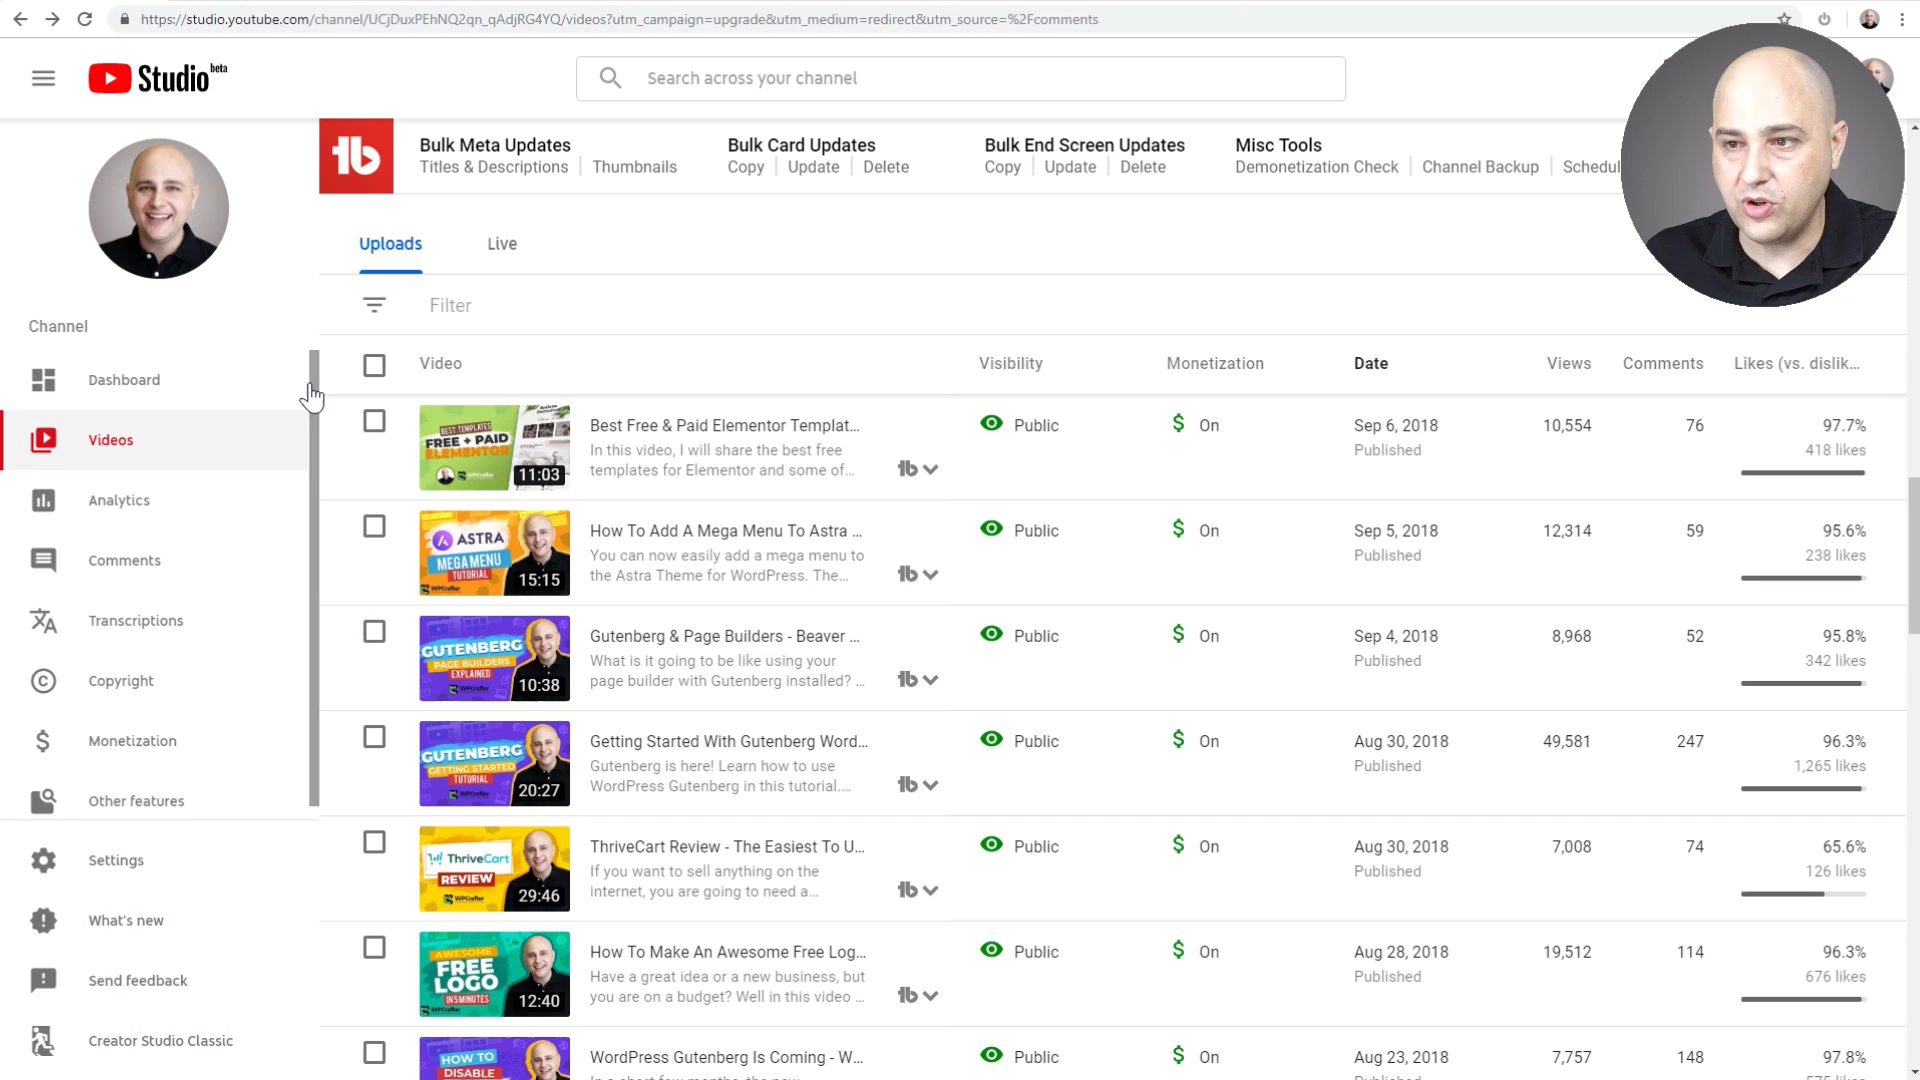 https://studio.youtube.com/channel/UCjDuxPEhNQ2qn_qAdjRG4YQ/videos?utm_campaign=upgrade&utm_medium=redirect&utm_source=%2Fcomments
Studio beta
Search across your channel
Bulk Meta Updates
Titles & Descriptions | Thumbnails
Bulk Card Updates
Copy | Update | Delete
Bulk End Screen Updates
Copy | Update | Delete
Misc Tools
Demonetization Check | Channel Backup | Schedul
Uploads Live
Filter
Channel
Dashboard
Videos
Analytics
Comments
Transcriptions
Copyright
Monetization
Other features
Settings
What's new
Send feedback
Creator Studio Classic
Video Visibility Monetization Date Views Comments Likes (vs. dislik...
BEST TEMPLATES
FREE + PAID
ELEMENTOR
WPCrafter
11:03
Best Free & Paid Elementor Templat...
In this video, I will share the best free
templates for Elementor and some of...
Public $ On Sep 6, 2018 10,554 76 97.7%
Published 418 likes
ASTRA
MEGA MENU
TUTORIAL
WPCrafter
15:15
How To Add A Mega Menu To Astra ...
You can now easily add a mega menu to
the Astra Theme for WordPress. The...
Public $ On Sep 5, 2018 12,314 59 95.6%
Published 238 likes
GUTENBERG
PAGE BUILDERS
EXPLAINED
WPCrafter
10:38
Gutenberg & Page Builders - Beaver ...
What is it going to be like using your
page builder with Gutenberg installed? ...
Public $ On Sep 4, 2018 8,968 52 95.8%
Published 342 likes
GUTENBERG
GETTING STARTED
TUTORIAL
WPCrafter
20:27
Getting Started With Gutenberg Word...
Gutenberg is here! Learn how to use
WordPress Gutenberg in this tutorial....
Public $ On Aug 30, 2018 49,581 247 96.3%
Published 1,265 likes
ThriveCart
REVIEW
WPCrafter
29:46
ThriveCart Review - The Easiest To U...
If you want to sell anything on the
internet, you are going to need a...
Public $ On Aug 30, 2018 7,008 74 65.6%
Published 126 likes
AWESOME
FREE
LOGO
IN 5 MINUTES
WPCrafter
12:40
How To Make An Awesome Free Log...
Have a great idea or a new business, but
you are on a budget? Well in this video ...
Public $ On Aug 28, 2018 19,512 114 96.3%
Published 676 likes
HOW TO
DISABLE
WordPress Gutenberg Is Coming - W...
Public $ On Aug 23, 2018 7,757 148 97.8%